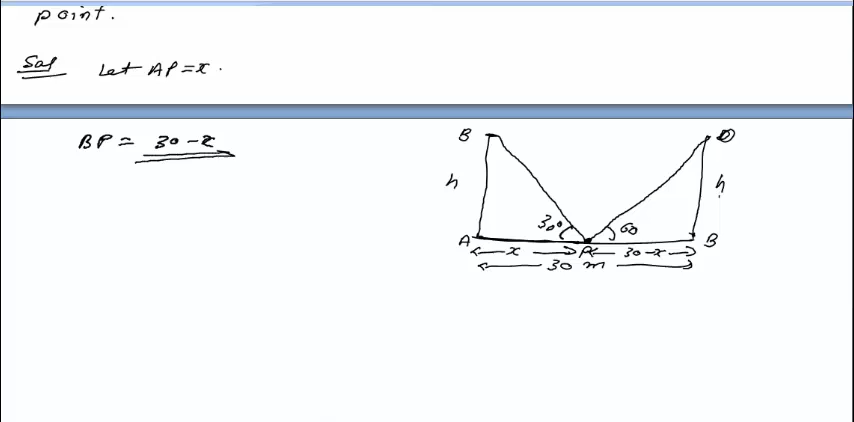 point.
Sol Let AP=x.
BP = 30-x
B D
h h
30° 60
A P B
x 30-x
30 m